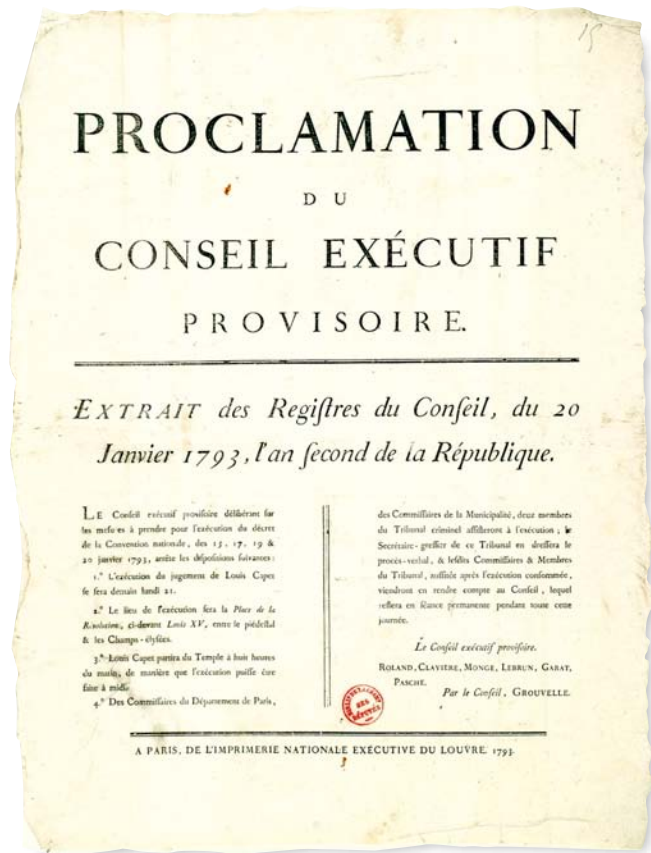 15
PROCLAMATION
DU
CONSEIL EXÉCUTIF
PROVISOIRE.
EXTRAIT des Regiſtres du Conſeil, du 20
Janvier 1793, l'an ſecond de la République.
LE Conſeil exécutif proviſoire délibérant ſur
les meſures à prendre pour l'exécution du décret
de la Convention nationale, des 15, 17, 19 &
20 janvier 1793, arrête les diſpoſitions ſuivantes:
1.° L'exécution du jugement de Louis Capet
ſe fera demain lundi 21.
2.° Le lieu de l'exécution ſera la Place de la
Révolution, ci-devant Louis XV, entre le piédeſtal
& les Champs-élyſées.
3.° Louis Capet partira du Temple à huit heures
du matin, de manière que l'exécution puiſſe être
faite à midi.
4.° Des Commiſſaires du Département de Paris,
des Commiſſaires de la Municipalité, deux membres
du Tribunal criminel aſſiſteront à l'exécution; le
Secrétaire-greffier de ce Tribunal en dreſſera le
procès-verbal, & leſdits Commiſſaires & Membres
du Tribunal, auſſitôt après l'exécution conſommée,
viendront en rendre compte au Conſeil, lequel
reſtera en ſéance permanente pendant toute cette
journée.
Le Conſeil exécutif proviſoire.
ROLAND, CLAVIÈRE, MONGE, LEBRUN, GARAT,
PASCHE.
Par le Conſeil, GROUVELLE.
DES
DÉPUTÉS
A PARIS, DE L'IMPRIMERIE NATIONALE EXÉCUTIVE DU LOUVRE. 1793.